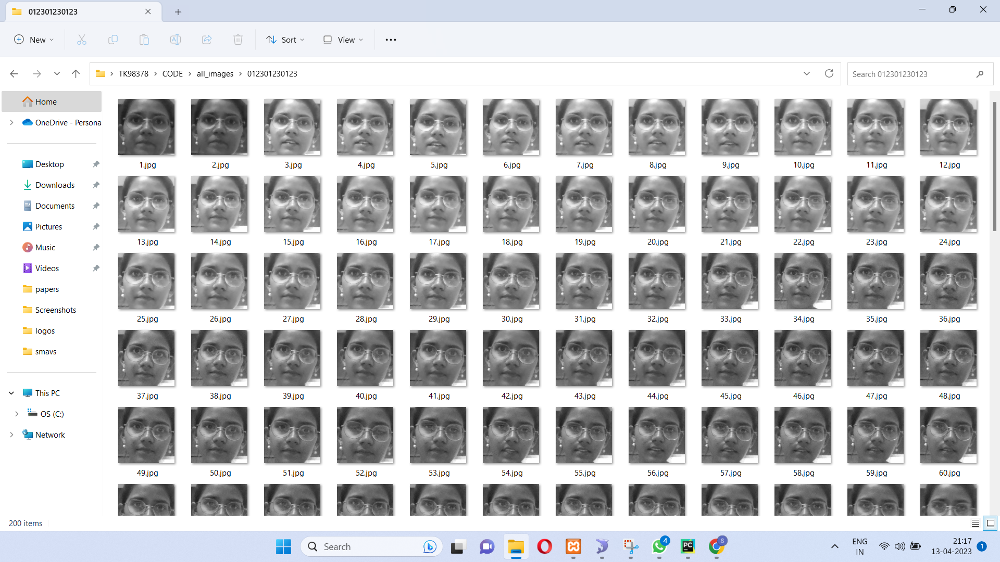 012301230123
New
Sort
View
TK98378 › CODE › all_images › 012301230123
Search 012301230123
Home
OneDrive - Persona
Desktop
Downloads
Documents
Pictures
Music
Videos
papers
Screenshots
logos
smavs
This PC
OS (C:)
Network
1.jpg 2.jpg 3.jpg 4.jpg 5.jpg 6.jpg 7.jpg 8.jpg 9.jpg 10.jpg 11.jpg 12.jpg
13.jpg 14.jpg 15.jpg 16.jpg 17.jpg 18.jpg 19.jpg 20.jpg 21.jpg 22.jpg 23.jpg 24.jpg
25.jpg 26.jpg 27.jpg 28.jpg 29.jpg 30.jpg 31.jpg 32.jpg 33.jpg 34.jpg 35.jpg 36.jpg
37.jpg 38.jpg 39.jpg 40.jpg 41.jpg 42.jpg 43.jpg 44.jpg 45.jpg 46.jpg 47.jpg 48.jpg
49.jpg 50.jpg 51.jpg 52.jpg 53.jpg 54.jpg 55.jpg 56.jpg 57.jpg 58.jpg 59.jpg 60.jpg
200 items
Search
4
PC
S
ENG
IN
21:17
13-04-2023
1